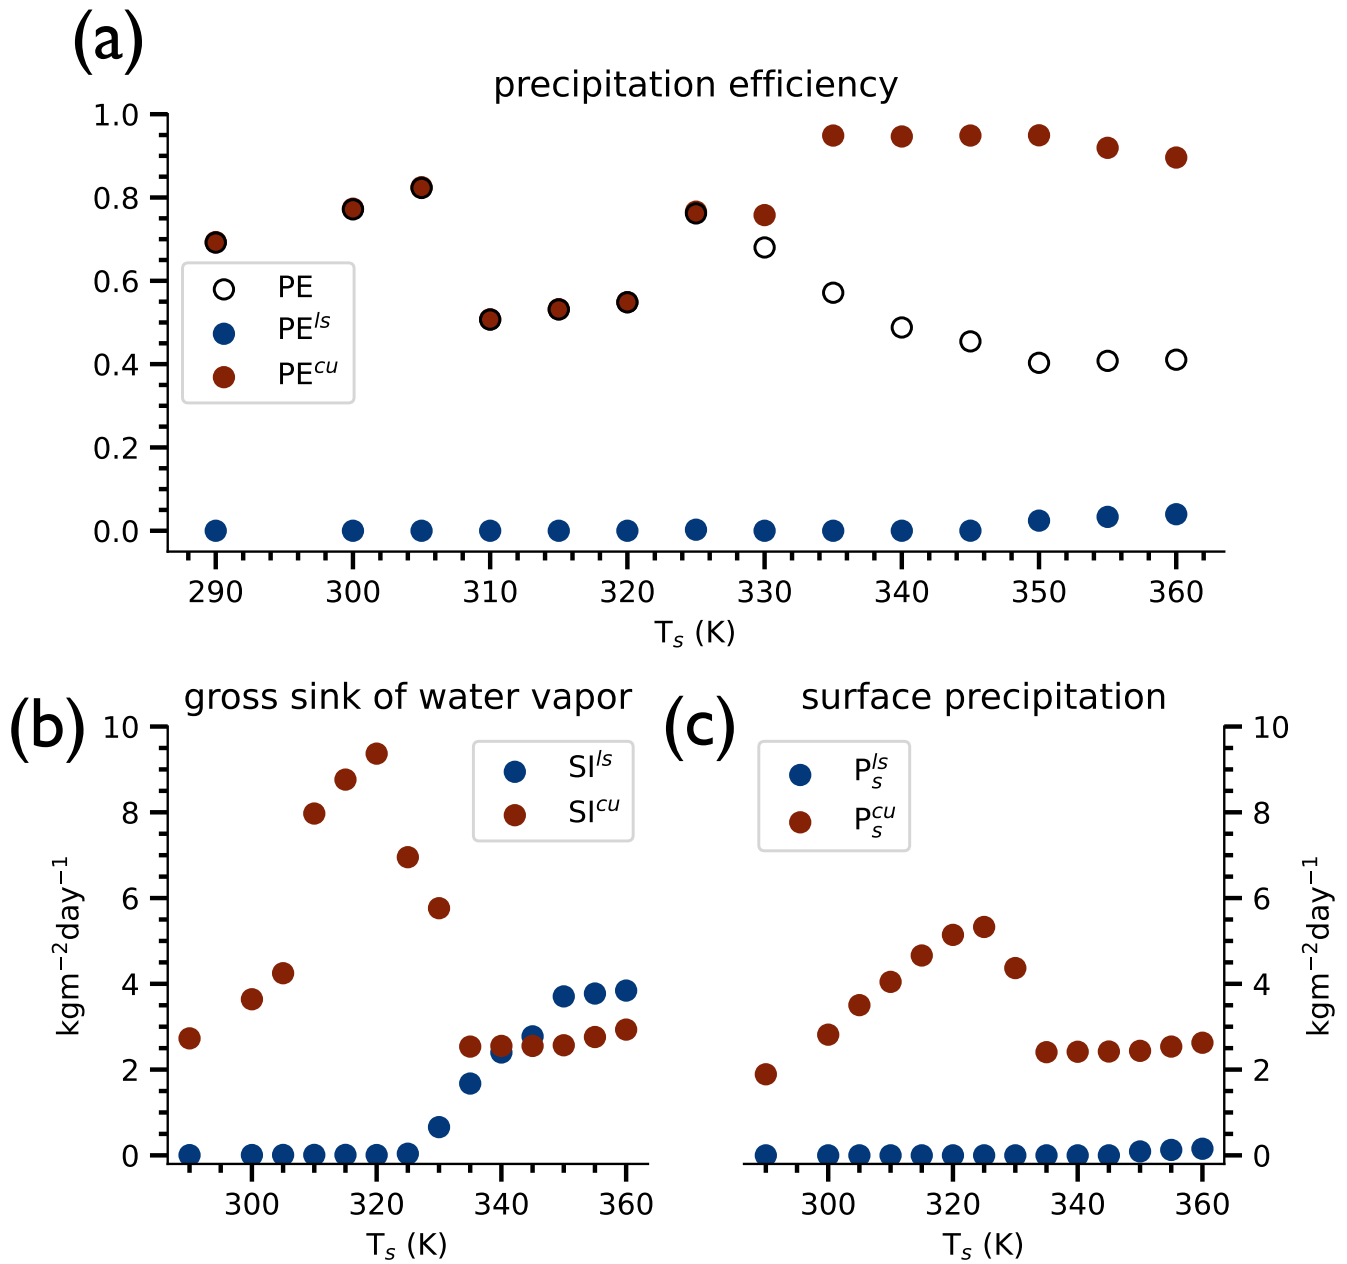 (a)
precipitation efficiency
1.0
0.8
0.6
0.4
0.2
0.0
PE
PE^ls
PE^cu
290 300 310 320 330 340 350 360
T_s (K)
(b)
gross sink of water vapor
10
8
6
4
2
0
kgm^−2day^−1
SI^ls
SI^cu
300 320 340 360
T_s (K)
(c)
surface precipitation
P_s^ls
P_s^cu
10
8
6
4
2
0
kgm^−2day^−1
300 320 340 360
T_s (K)